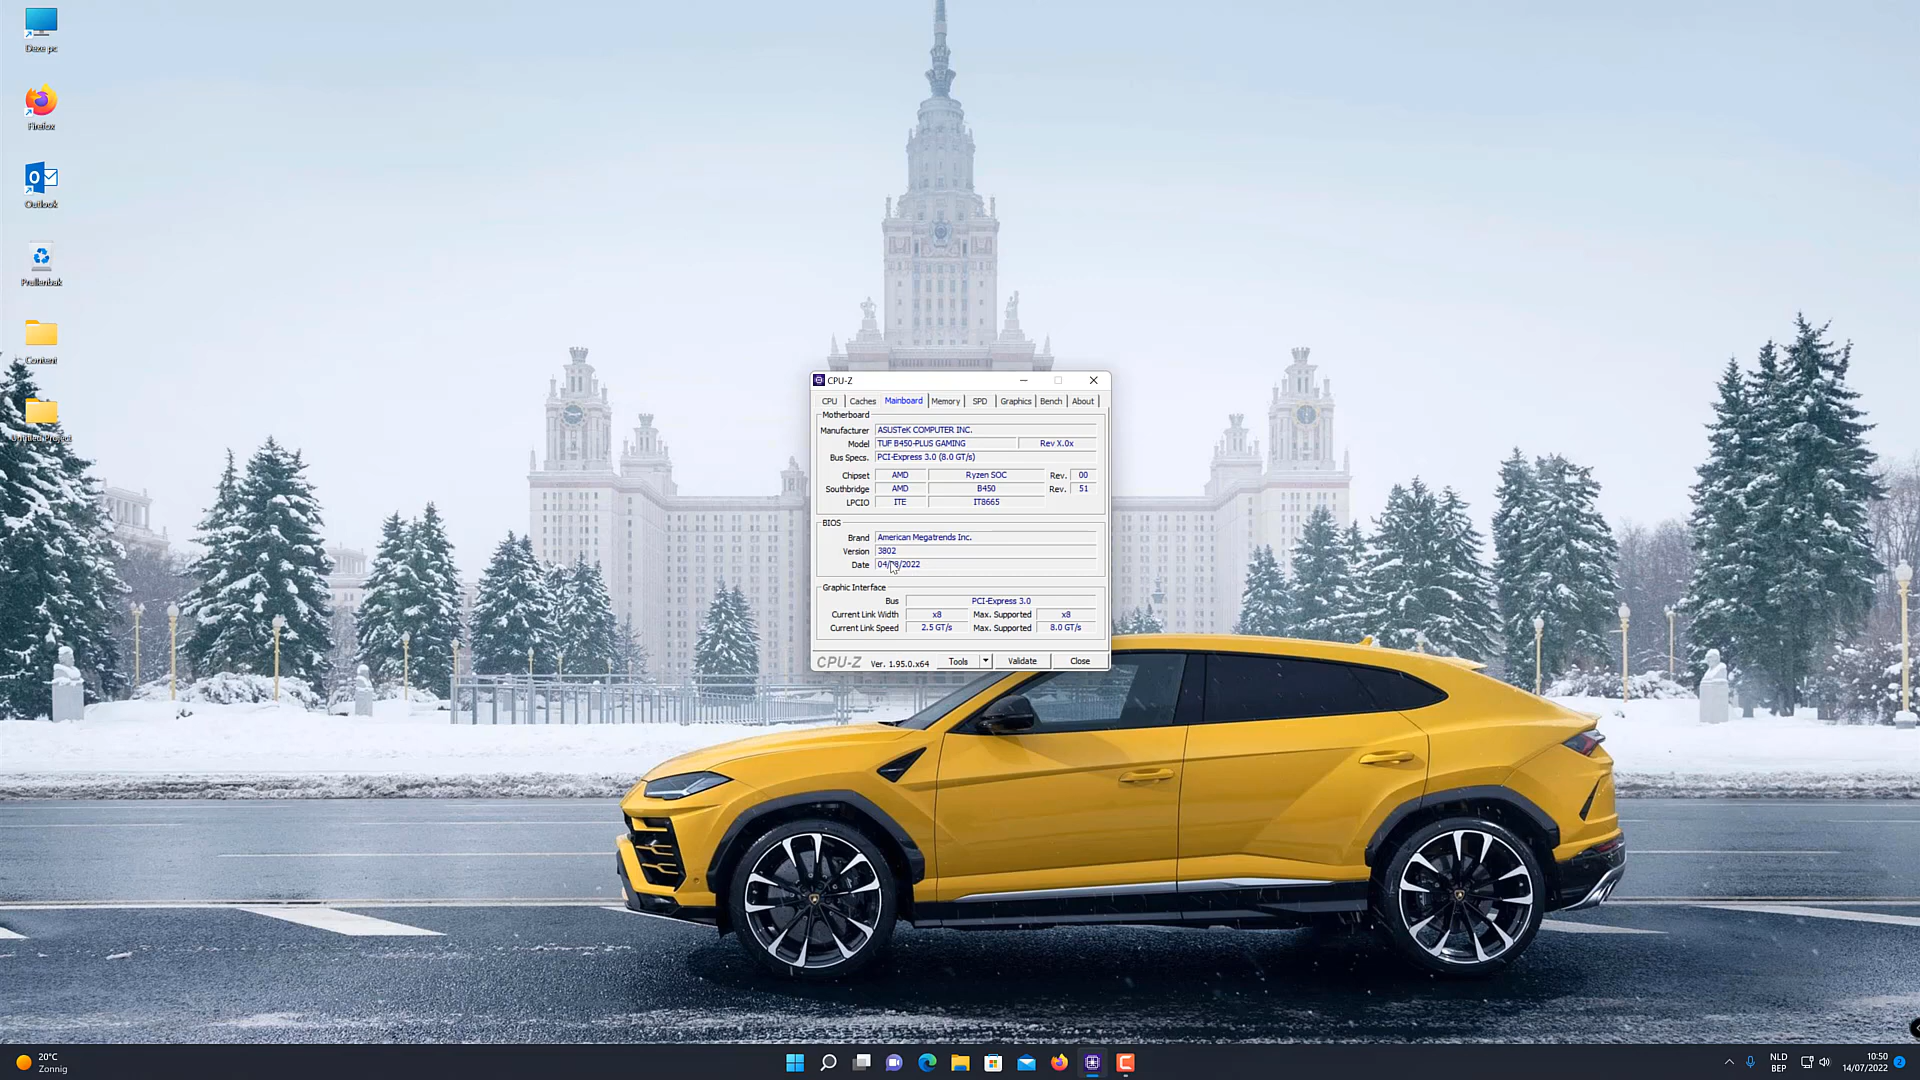 Deze pc
Firefox
Outlook
Prullenbak
Content
Untitled Project
CPU-Z
CPU Caches Mainboard Memory SPD Graphics Bench About
Motherboard
Manufacturer ASUSTeK COMPUTER INC.
Model TUF B450-PLUS GAMING Rev X.0x
Bus Specs. PCI-Express 3.0 (8.0 GT/s)
Chipset AMD Ryzen SOC Rev. 00
Southbridge AMD B450 Rev. 51
LPCIO ITE IT8665
BIOS
Brand American Megatrends Inc.
Version 3802
Date
Graphic Interface
Bus PCI-Express 3.0
Current Link Width x8 Max. Supported x8
Current Link Speed 2.5 GT/s Max. Supported 8.0 GT/s
CPU-Z Ver. 1.95.0.x64 Tools Validate Close
20°C
Zonnig
NLD
BEP
10:50
14/07/2022
2